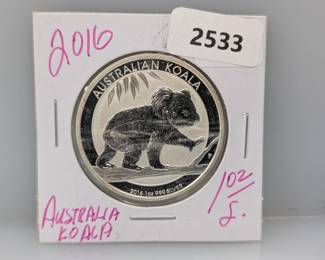 2016
2533
AUSTRALIAN KOALA
2016 1oz 999 SILVER
AUSTRALIA
KOALA
1oz
S.